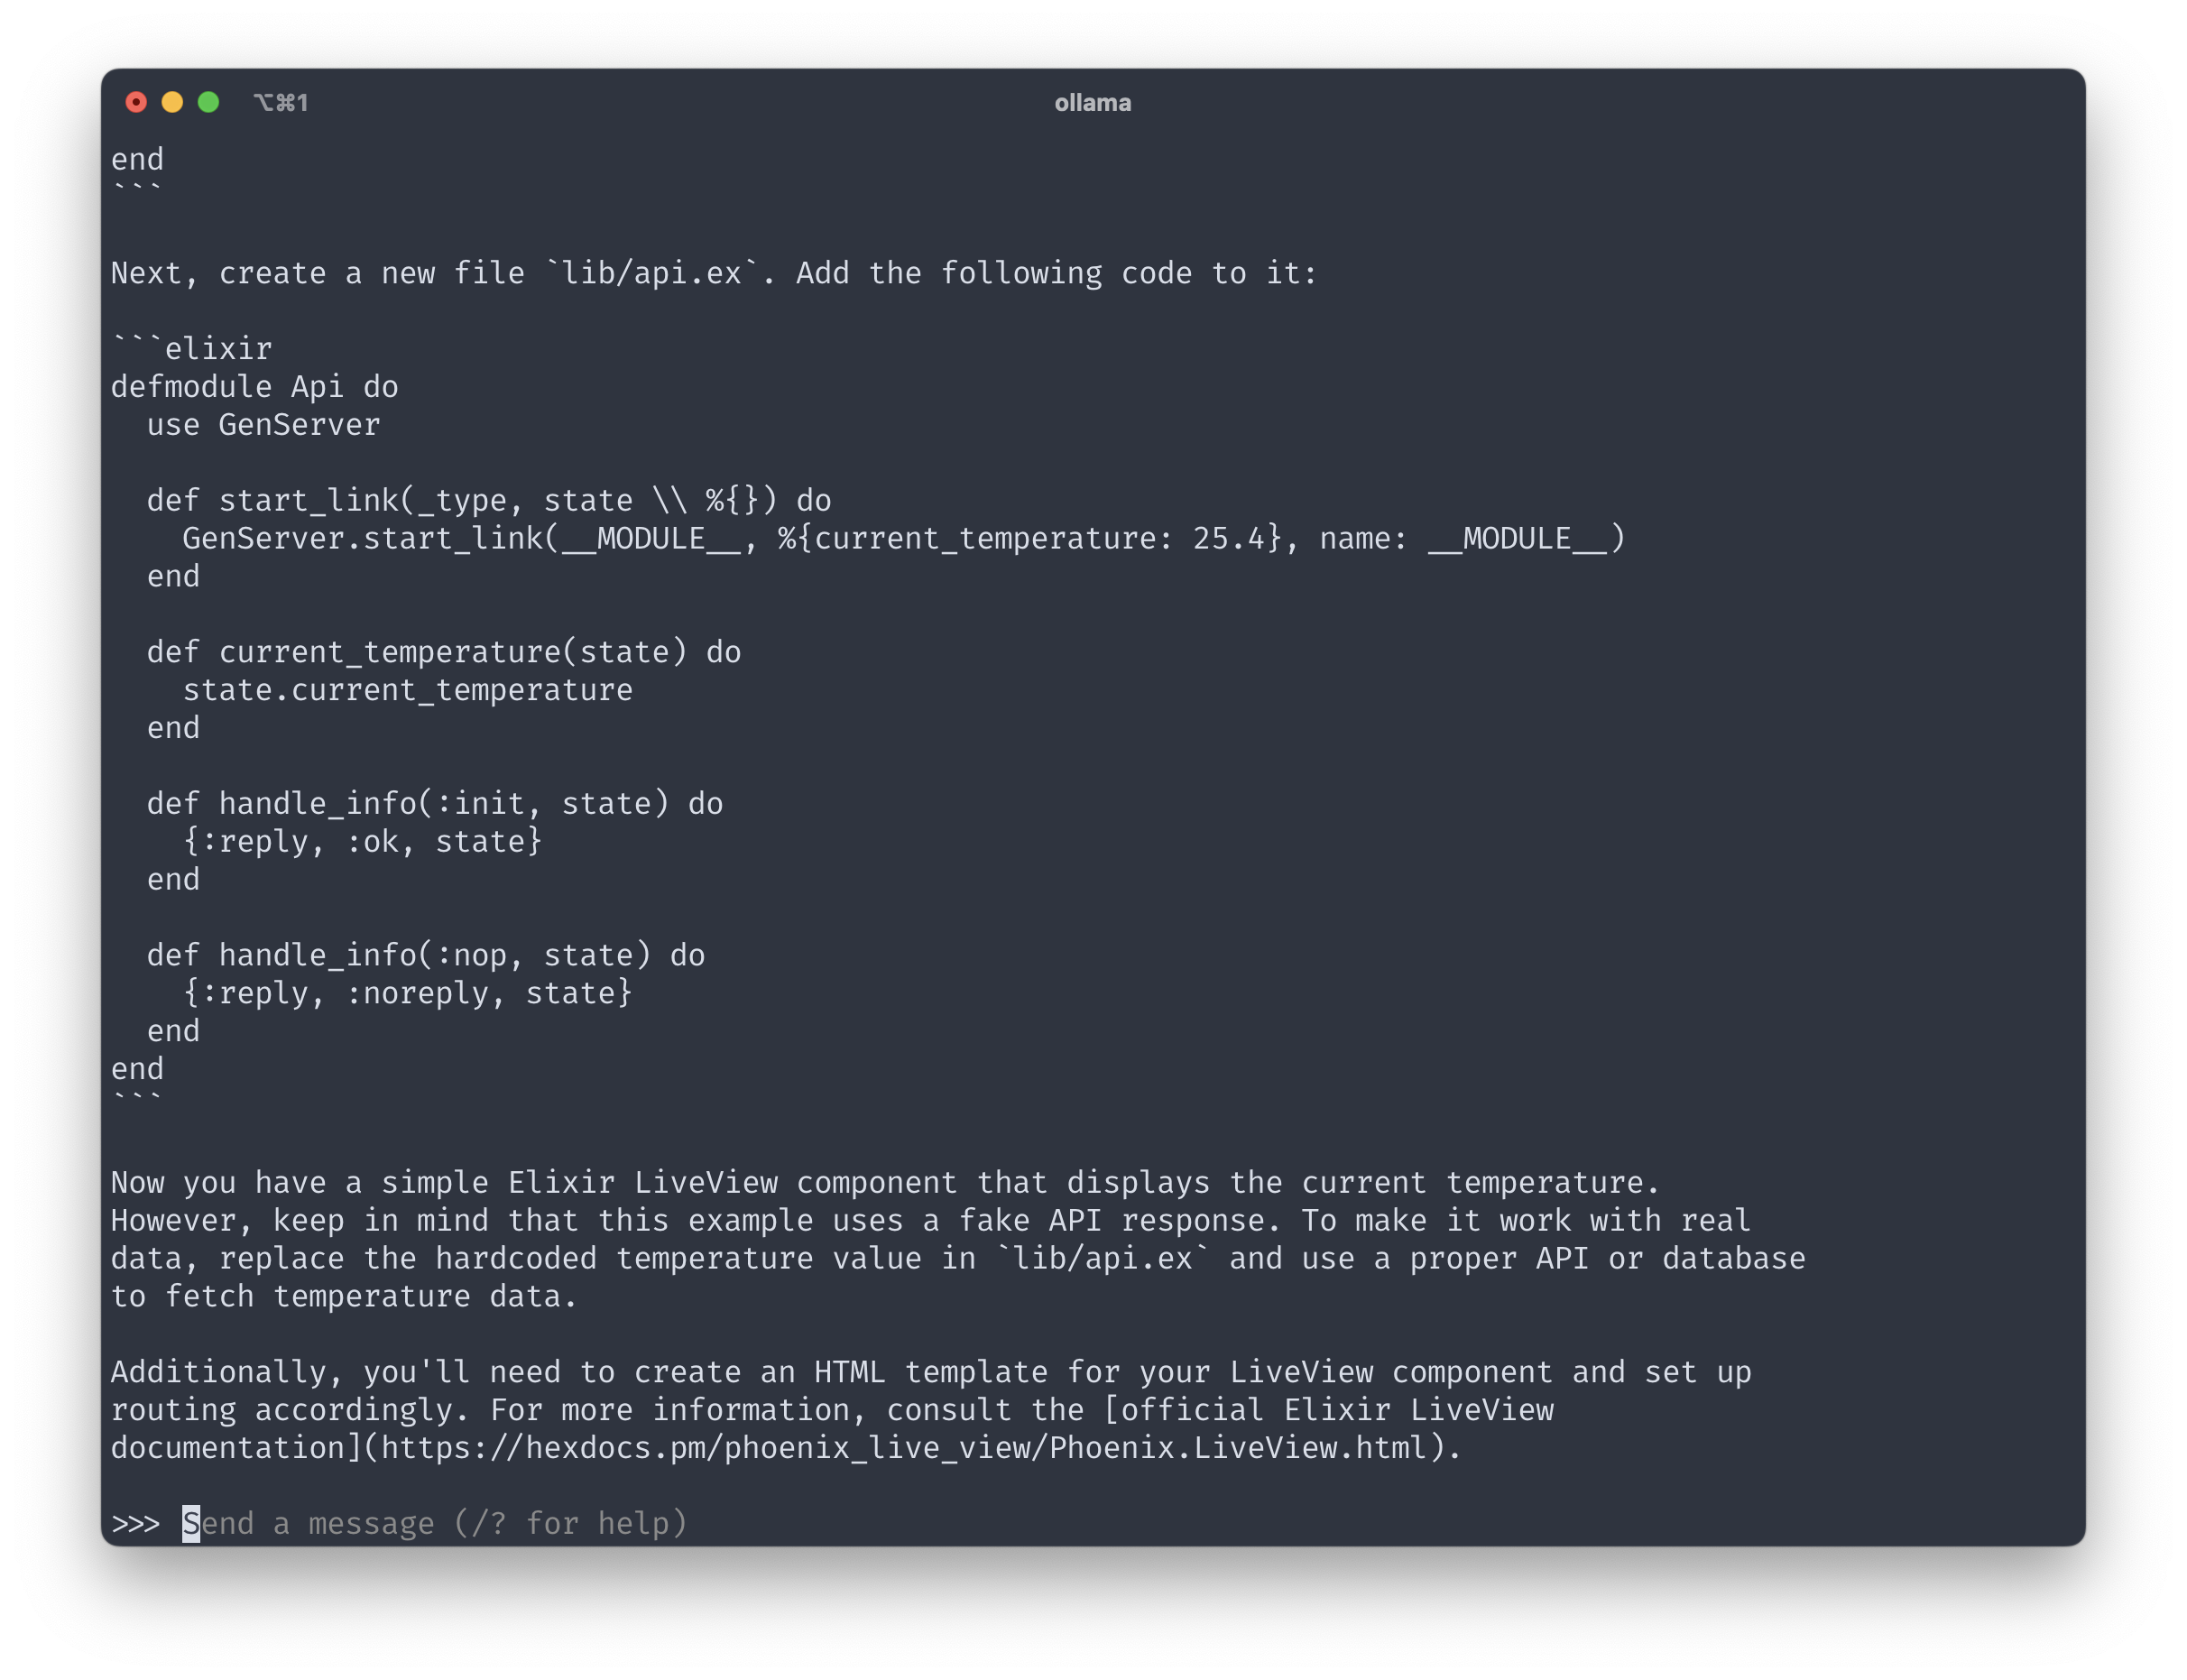 ⌥⌘1
ollama
end
```
Next, create a new file `lib/api.ex`. Add the following code to it:
```elixir
defmodule Api do
  use GenServer
  def start_link(_type, state \\ %{}) do
    GenServer.start_link(__MODULE__, %{current_temperature: 25.4}, name: __MODULE__)
  end
  def current_temperature(state) do
    state.current_temperature
  end
  def handle_info(:init, state) do
    {:reply, :ok, state}
  end
  def handle_info(:nop, state) do
    {:reply, :noreply, state}
  end
end
```
Now you have a simple Elixir LiveView component that displays the current temperature.
However, keep in mind that this example uses a fake API response. To make it work with real
data, replace the hardcoded temperature value in `lib/api.ex` and use a proper API or database
to fetch temperature data.
Additionally, you'll need to create an HTML template for your LiveView component and set up
routing accordingly. For more information, consult the [official Elixir LiveView
documentation](https://hexdocs.pm/phoenix_live_view/Phoenix.LiveView.html).
>>> Send a message (/? for help)